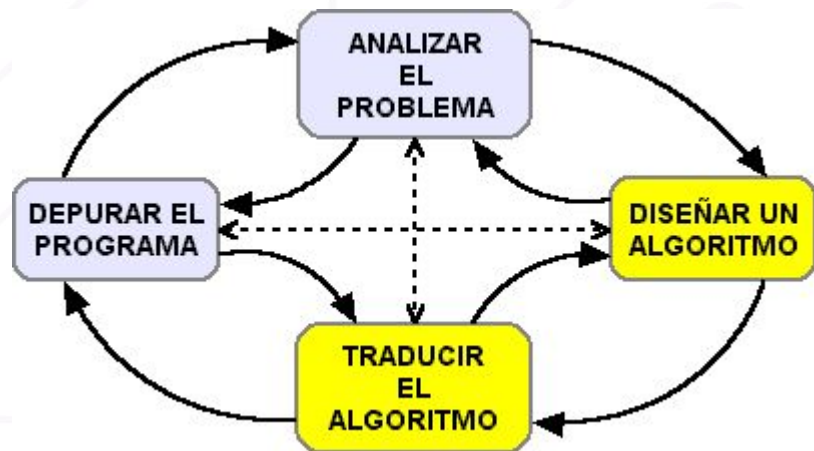 ANALIZAR
EL
PROBLEMA
DEPURAR EL
PROGRAMA
DISEÑAR UN
ALGORITMO
TRADUCIR
EL
ALGORITMO